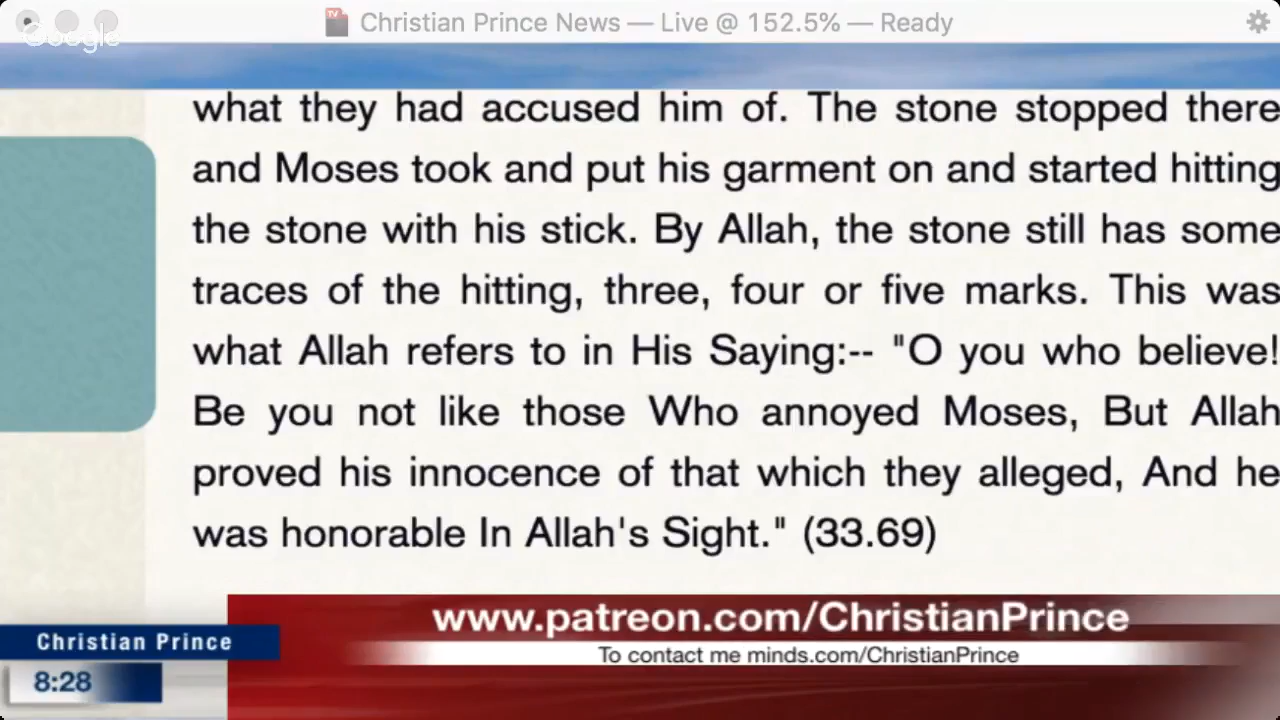 Christian Prince News — Live @ 152.5% — Ready
Google
what they had accused him of. The stone stopped there
and Moses took and put his garment on and started hitting
the stone with his stick. By Allah, the stone still has some
traces of the hitting, three, four or five marks. This was
what Allah refers to in His Saying:-- "O you who believe!
Be you not like those Who annoyed Moses, But Allah
proved his innocence of that which they alleged, And he
was honorable In Allah's Sight." (33.69)
www.patreon.com/ChristianPrince
Christian Prince
To contact me minds.com/ChristianPrince
8:28